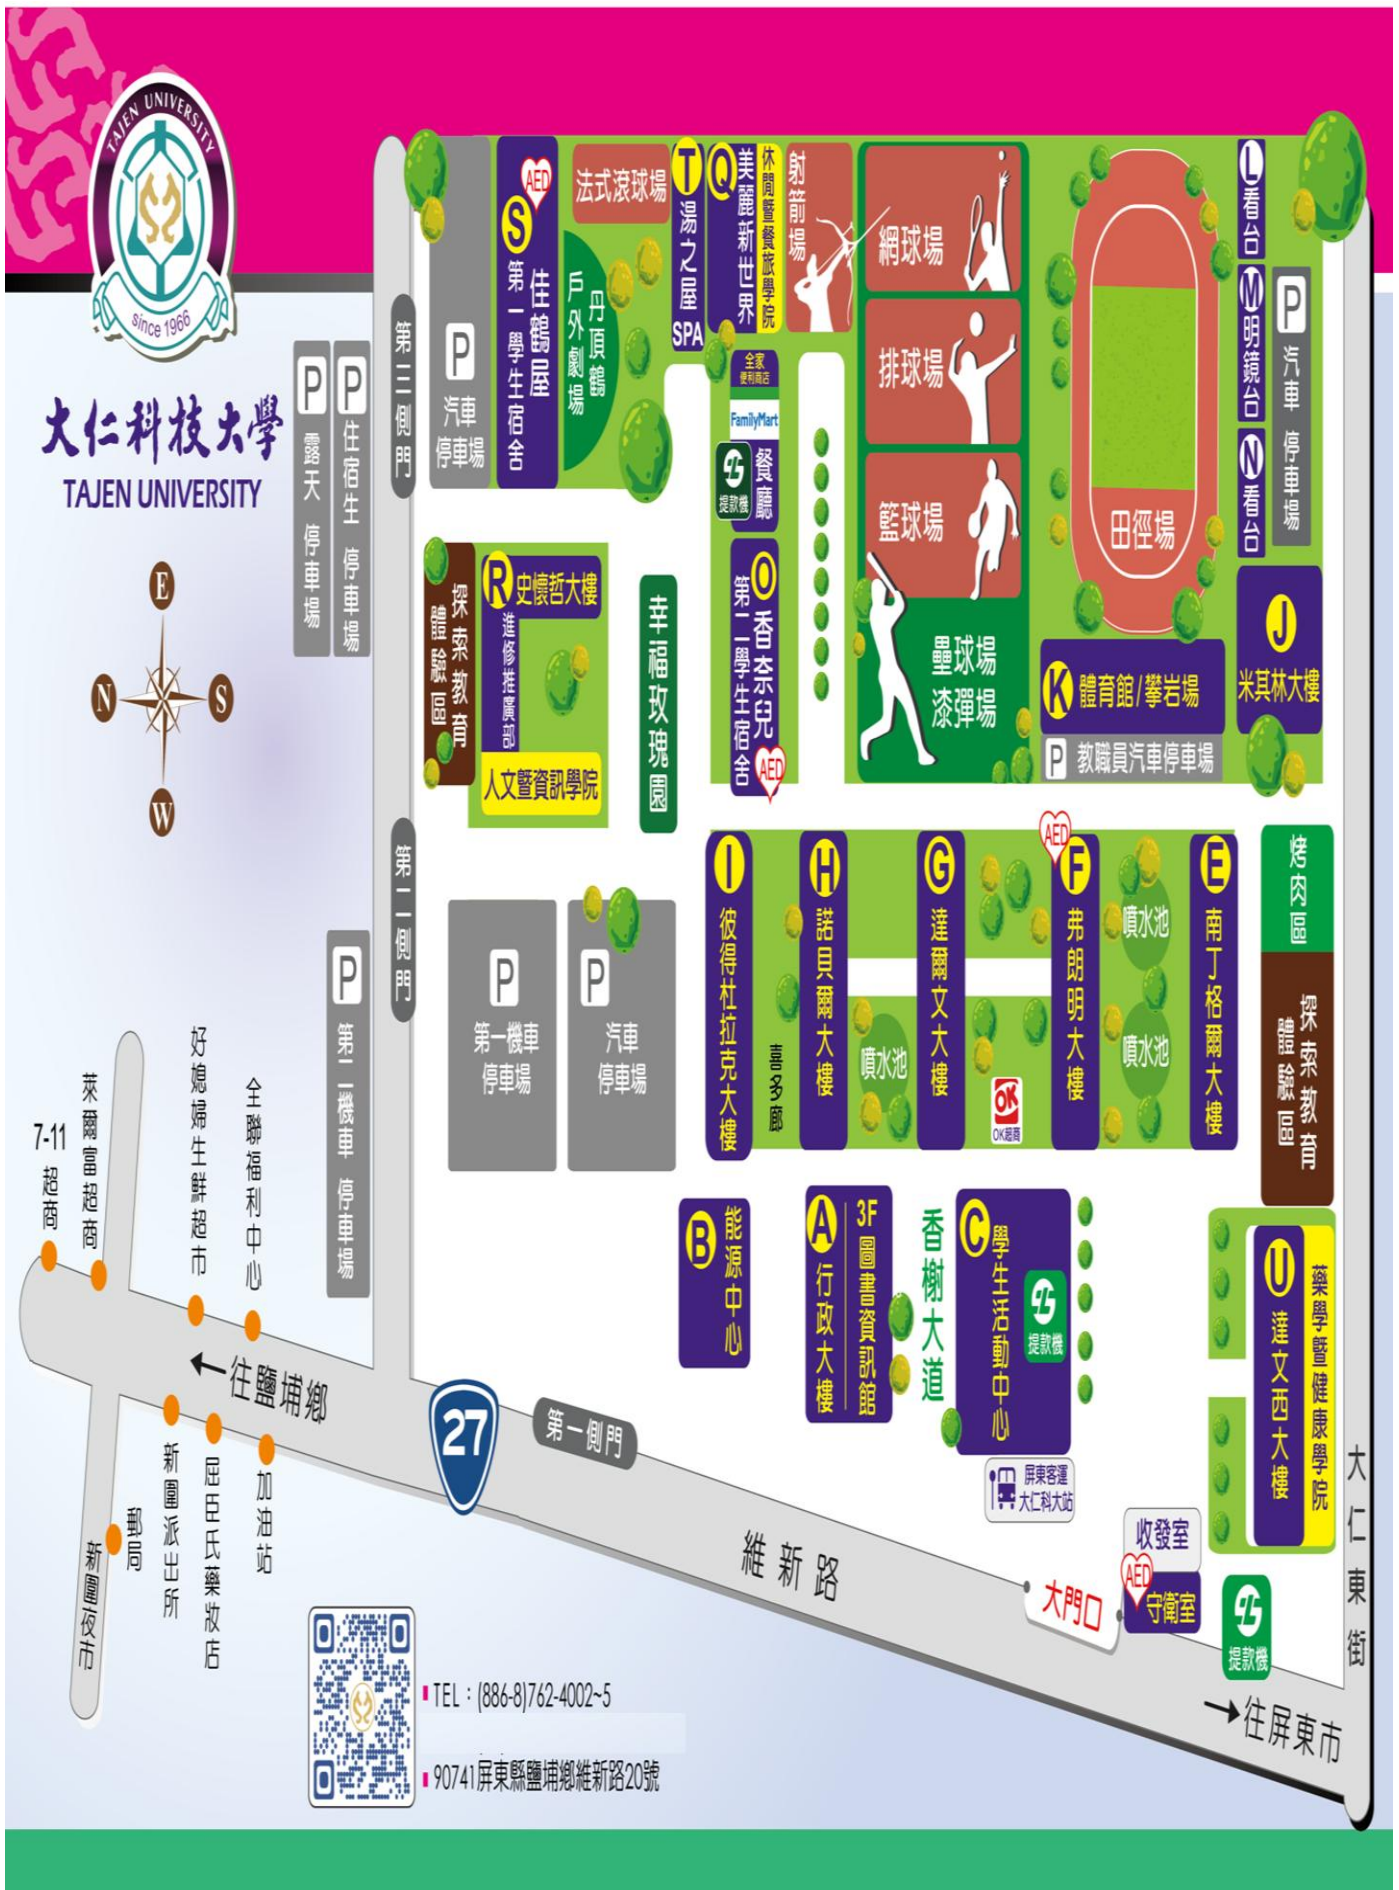 TAJEN UNIVERSITY
since 1966
大仁科技大學
TAJEN UNIVERSITY
E
N
S
W
P 露天 停車場
P 住宿生 停車場
第三側門
P
汽車
停車場
AED
S 佳鶴屋
第一學生宿舍
法式滾球場
丹頂鶴
戶外劇場
T 湯之屋
SPA
Q 美麗新世界
休閒暨餐旅學院
射箭場
網球場
排球場
籃球場
壘球場
漆彈場
田徑場
L 看台
M 明鏡台
N 看台
P 汽車 停車場
全家
便利商店
FamilyMart
餐廳
提款機
O 香奈兒
第二學生宿舍
AED
探索教育
體驗區
R 史懷哲大樓
進修推廣部
人文暨資訊學院
幸福玫瑰園
K 體育館/攀岩場
P 教職員汽車停車場
J
米其林大樓
第二側門
P
第一機車
停車場
P
汽車
停車場
P 第二機車 停車場
I 彼得杜拉克大樓
喜多廊
H 諾貝爾大樓
噴水池
G 達爾文大樓
OK
OK超商
AED
F 弗朗明大樓
噴水池
噴水池
E 南丁格爾大樓
烤肉區
探索教育
體驗區
B 能源中心
A 行政大樓
3F 圖書資訊館
香榭大道
C 學生活動中心
提款機
屏東客運
大仁科大站
U 達文西大樓
藥學暨健康學院
收發室
AED
守衛室
大門口
提款機
大仁東街
7-11
超商
萊爾富超商
好媳婦生鮮超市
全聯福利中心
←往鹽埔鄉
27
第一側門
維新路
→往屏東市
新圍夜市
郵局
新圍派出所
屈臣氏藥妝店
加油站
TEL：(886-8)762-4002~5
90741屏東縣鹽埔鄉維新路20號